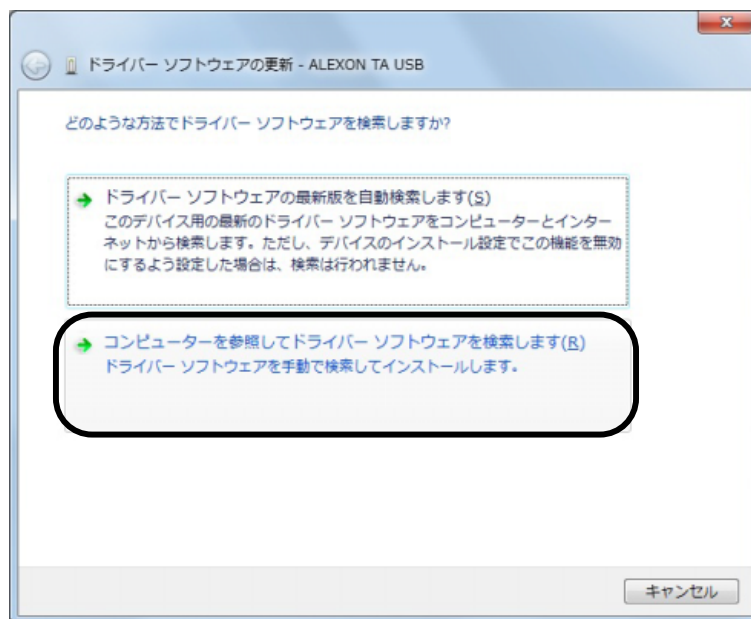 ドライバー ソフトウェアの更新 - ALEXON TA USB
どのような方法でドライバー ソフトウェアを検索しますか?
ドライバー ソフトウェアの最新版を自動検索します(S)
このデバイス用の最新のドライバー ソフトウェアをコンピューターとインター
ネットから検索します。ただし、デバイスのインストール設定でこの機能を無効
にするよう設定した場合は、検索は行われません。
コンピューターを参照してドライバー ソフトウェアを検索します(R)
ドライバー ソフトウェアを手動で検索してインストールします。
キャンセル